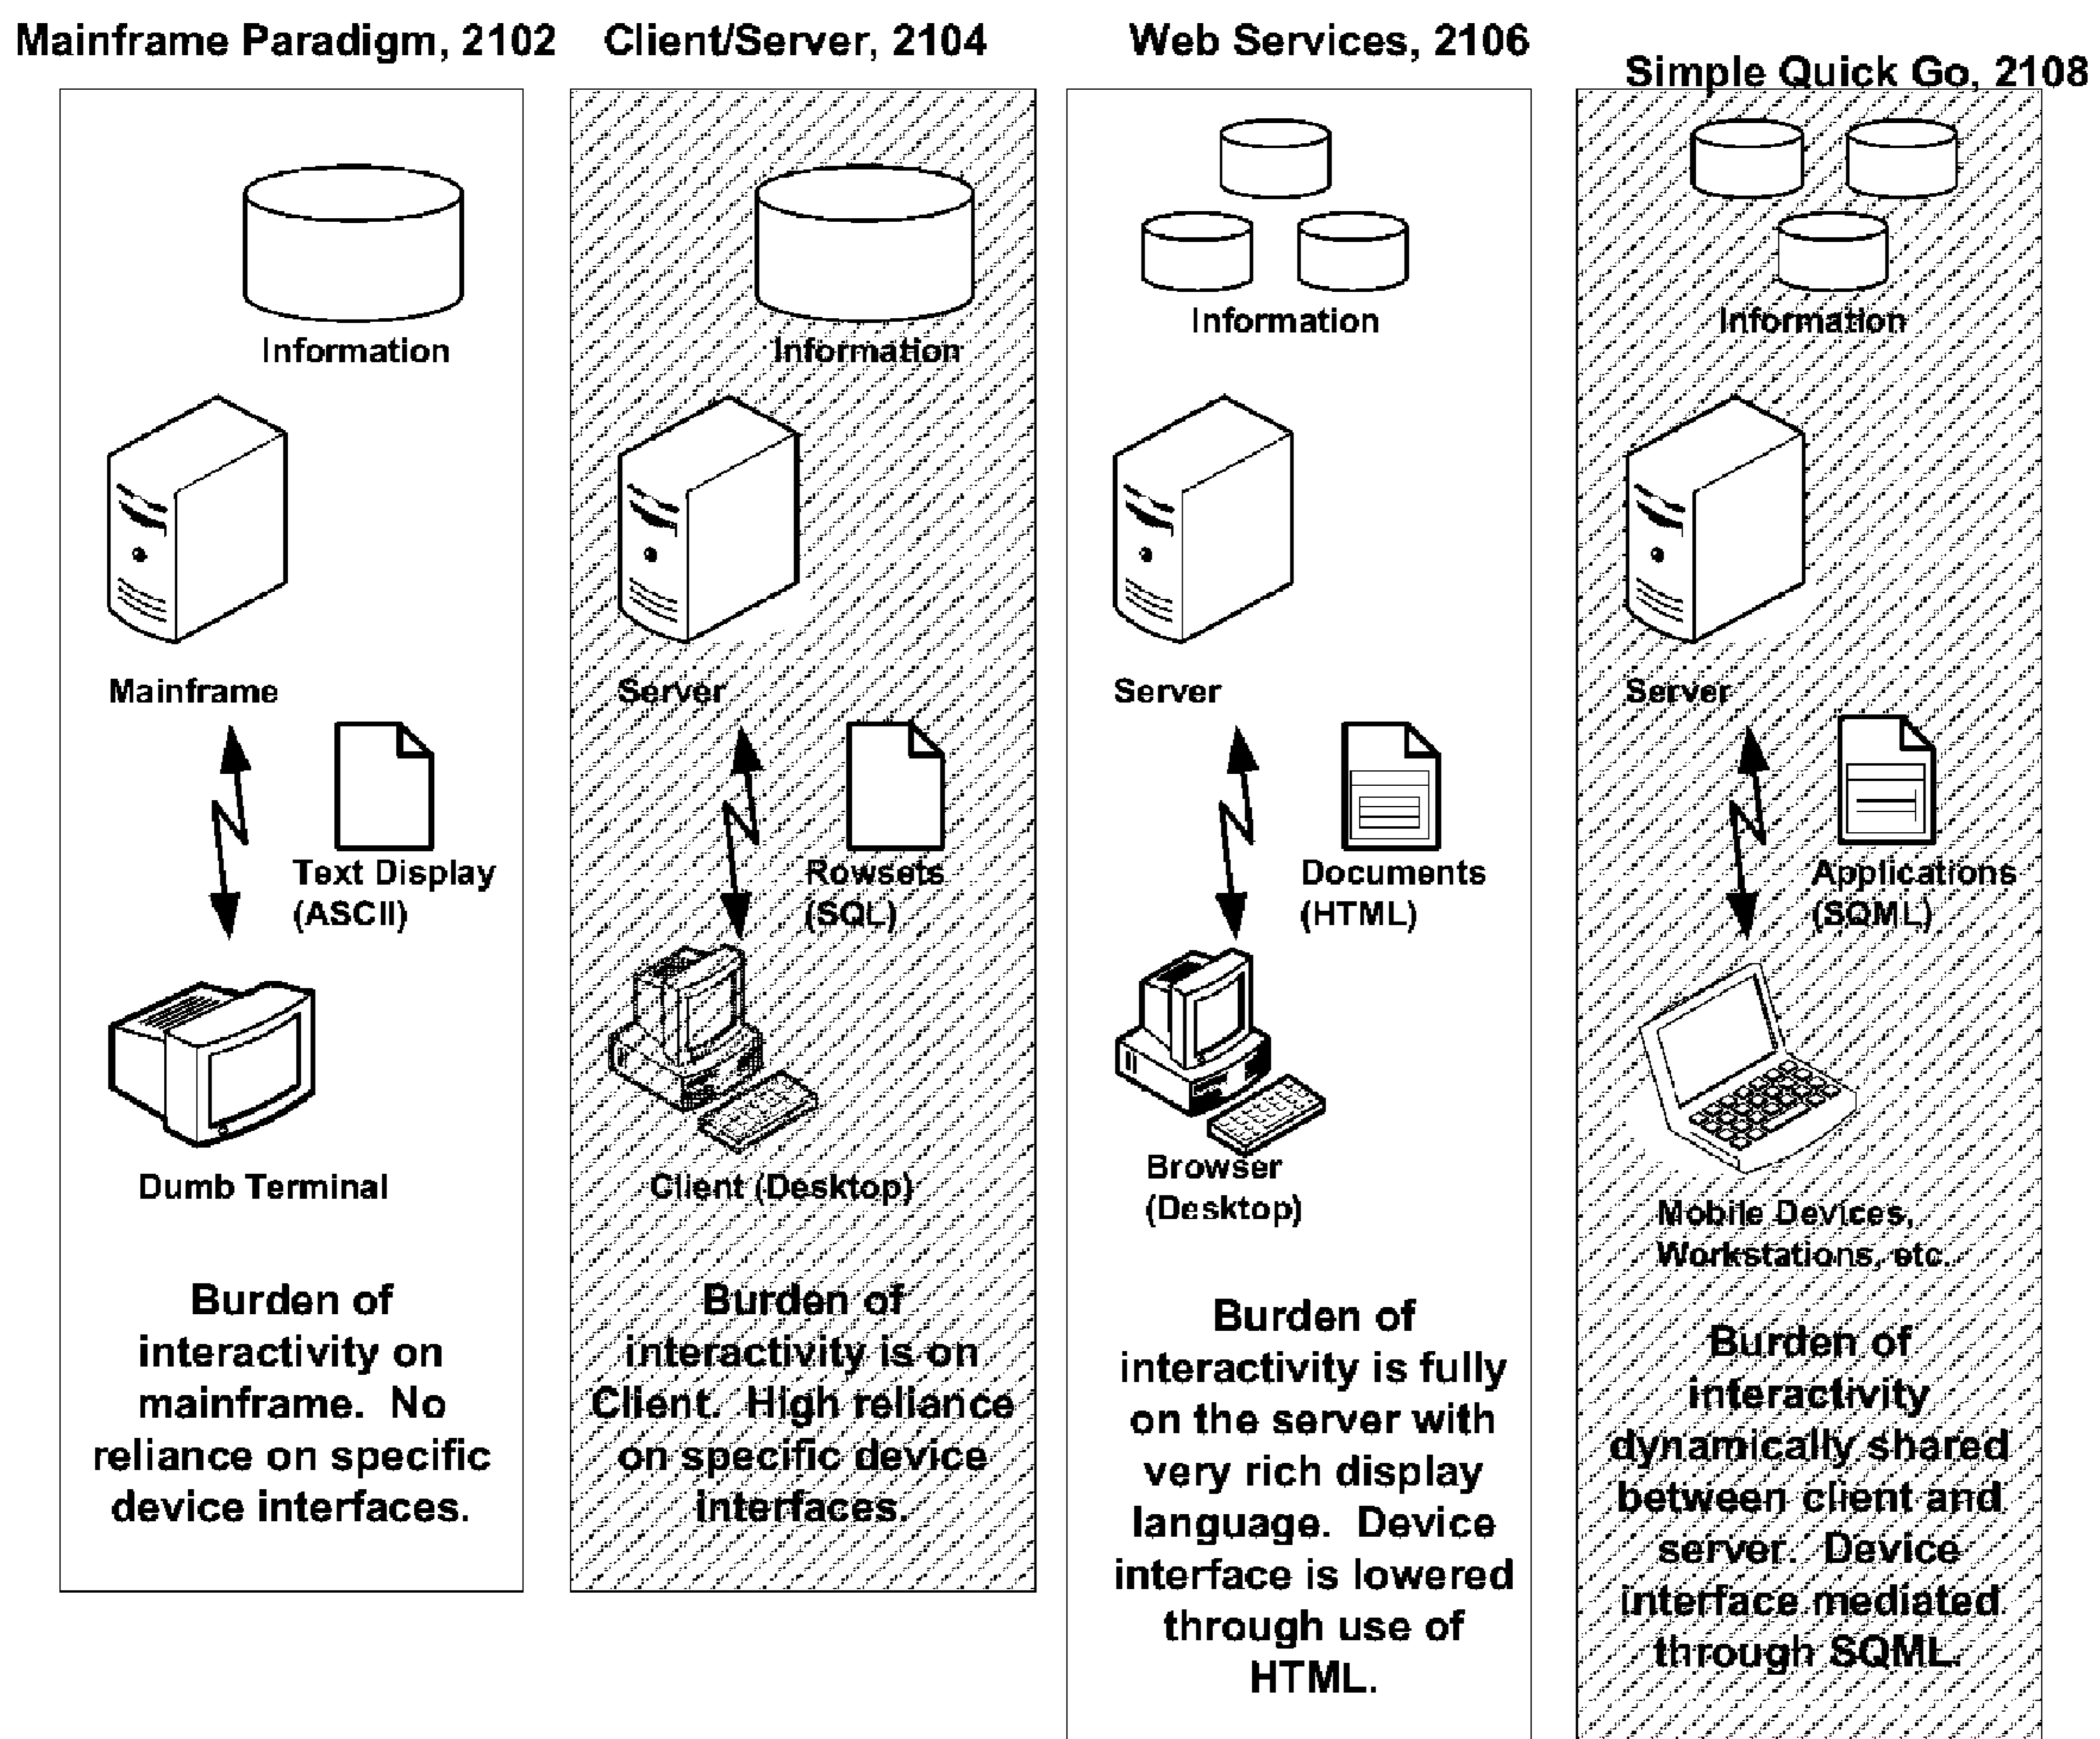 Mainframe Paradigm, 2102
Information
Mainframe
Text Display
(ASCII)
Dumb Terminal
Burden of
interactivity on
mainframe. No
reliance on specific
device interfaces.
Client/Server, 2104
Information
Server
Rowsets
(SQL)
Client (Desktop)
Burden of
interactivity is on
Client. High reliance
on specific device
interfaces.
Web Services, 2106
Information
Server
Documents
(HTML)
Browser
(Desktop)
Burden of
interactivity is fully
on the server with
very rich display
language. Device
interface is lowered
through use of
HTML.
Simple Quick Go, 2108
Information
Server
Applications
(SQML)
Mobile Devices,
Workstations, etc.
Burden of
interactivity
dynamically shared
between client and
server. Device
interface mediated
through SQML.